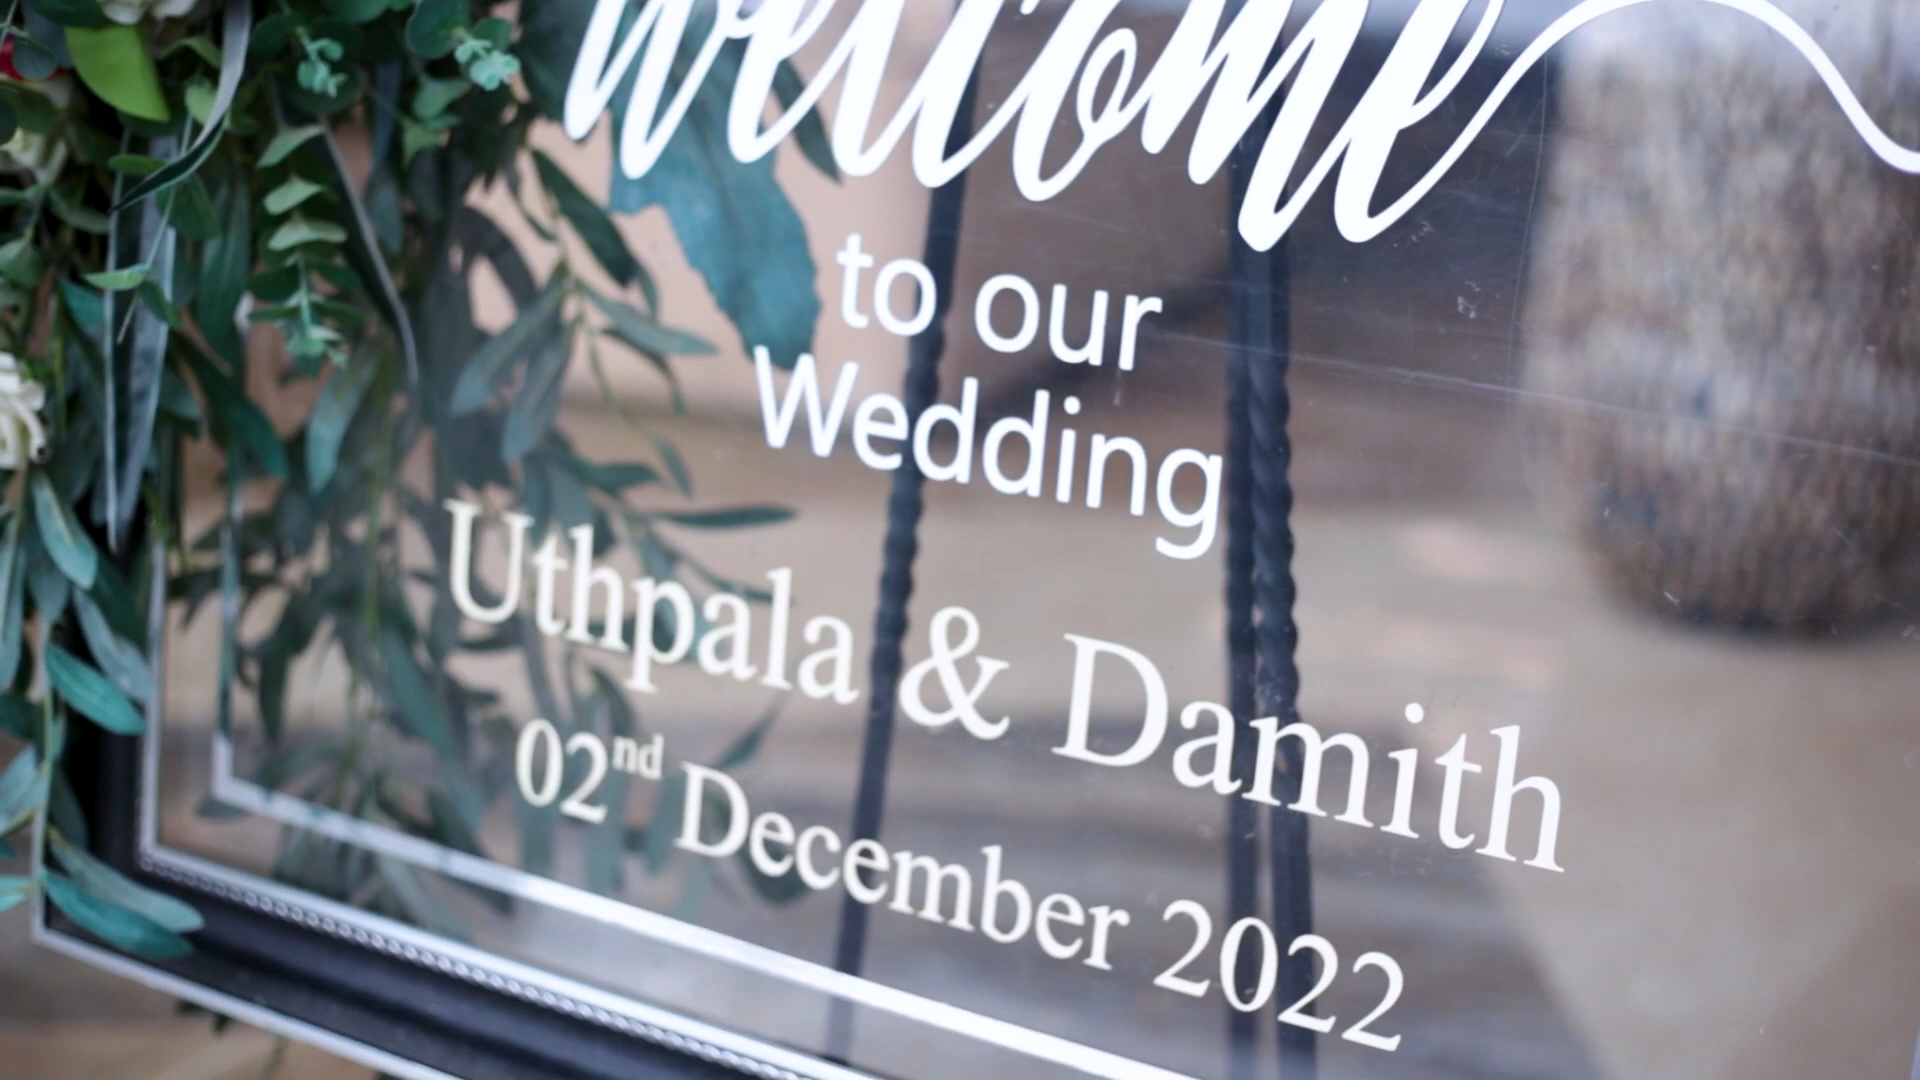 welcome
to our
Wedding
Uthpala & Damith
02nd December 2022